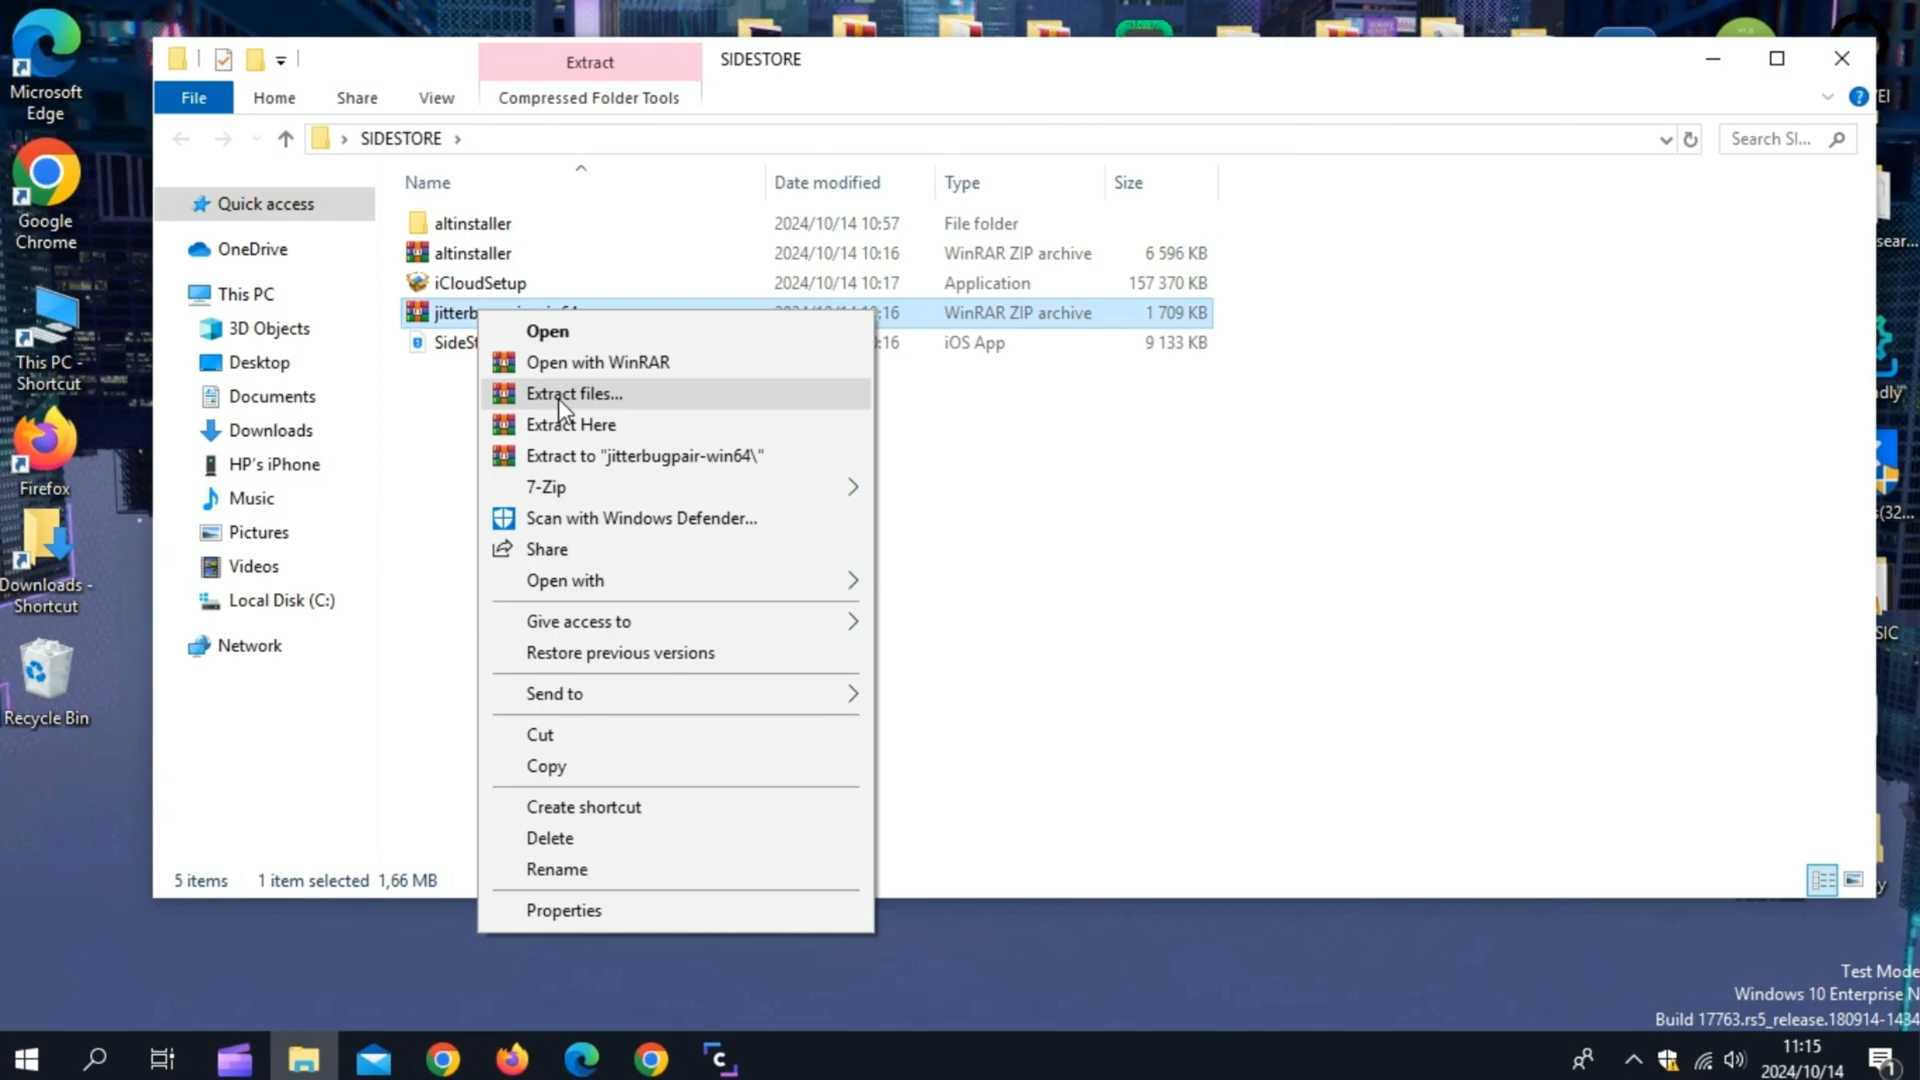 Microsoft
Edge
Google
Chrome
This PC -
Shortcut
Firefox
Downloads -
Shortcut
Recycle Bin
Extract
SIDESTORE
File
Home
Share
View
Compressed Folder Tools
SIDESTORE
Search SI...
Name
Date modified
Type
Size
Quick access
OneDrive
This PC
3D Objects
Desktop
Documents
Downloads
HP's iPhone
Music
Pictures
Videos
Local Disk (C:)
Network
altinstaller 2024/10/14 10:57 File folder
altinstaller 2024/10/14 10:16 WinRAR ZIP archive 6 596 KB
iCloudSetup 2024/10/14 10:17 Application 157 370 KB
:16 WinRAR ZIP archive 1 709 KB
:16 iOS App 9 133 KB
Open
Open with WinRAR
Extract files...
Extract Here
Extract to "jitterbugpair-win64\"
7-Zip
Scan with Windows Defender...
Share
Open with
Give access to
Restore previous versions
Send to
Cut
Copy
Create shortcut
Delete
Rename
Properties
5 items 1 item selected 1,66 MB
Test Mode
Windows 10 Enterprise N
Build 17763.rs5_release.180914-1434
11:15
2024/10/14
1